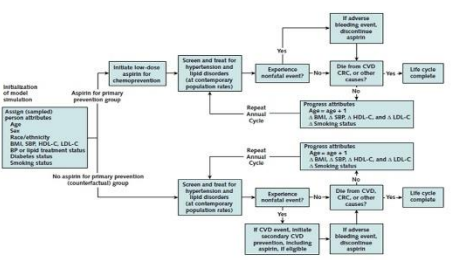 If adverse
bleeding event,
discontinue
aspirin
Yes
Initiate low-dose
aspirin for
chemoprevention
Screen and treat for
hypertension and
lipid disorders
(at contemporary
population rates)
Experience
nonfatal event?
No
Die from CVD
CRC, or other
causes?
Yes
Life cycle
complete
Initialization
of model
simulation
Aspirin for primary
prevention group
No
Repeat
Annual
Cycle
Progress attributes
Age = age + 1
Δ BMI, Δ SBP, Δ HDL-C, and Δ LDL-C
Δ Smoking status
Assign (sampled)
person attributes
Age
Sex
Race/ethnicity
BMI, SBP, HDL-C, LDL-C
BP or lipid treatment status
Diabetes status
Smoking status
Repeat
Annual
Cycle
Progress attributes
Age = age + 1
Δ BMI, Δ SBP, Δ HDL-C, and Δ LDL-C
Δ Smoking status
No aspirin for primary
prevention
(counterfactual) group
No
Screen and treat for
hypertension and
lipid disorders
(at contemporary
population rates)
Experience
nonfatal event?
No
Die from CVD,
CRC, or other
causes?
Yes
Life cycle
complete
Yes
If CVD event, initiate
secondary CVD
prevention, including
aspirin, if eligible
If adverse
bleeding event,
discontinue
aspirin